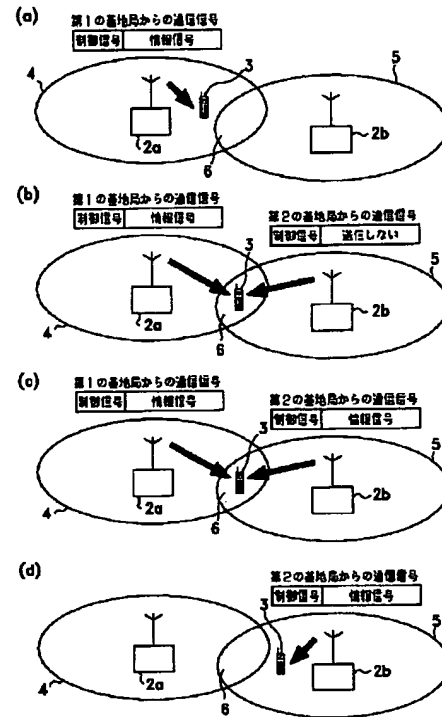 (a)
第1の基地局からの通信信号
制御信号 情報信号
4
3
5
2a
6
2b
(b)
第1の基地局からの通信信号
制御信号 情報信号
第2の基地局からの通信信号
制御信号 送信しない
3
5
2a
2b
4
6
(c)
第1の基地局からの通信信号
制御信号 情報信号
第2の基地局からの通信信号
制御信号 情報信号
3
5
2a
2b
4
6
(d)
第2の基地局からの通信信号
制御信号 情報信号
3
5
2a
2b
4
6